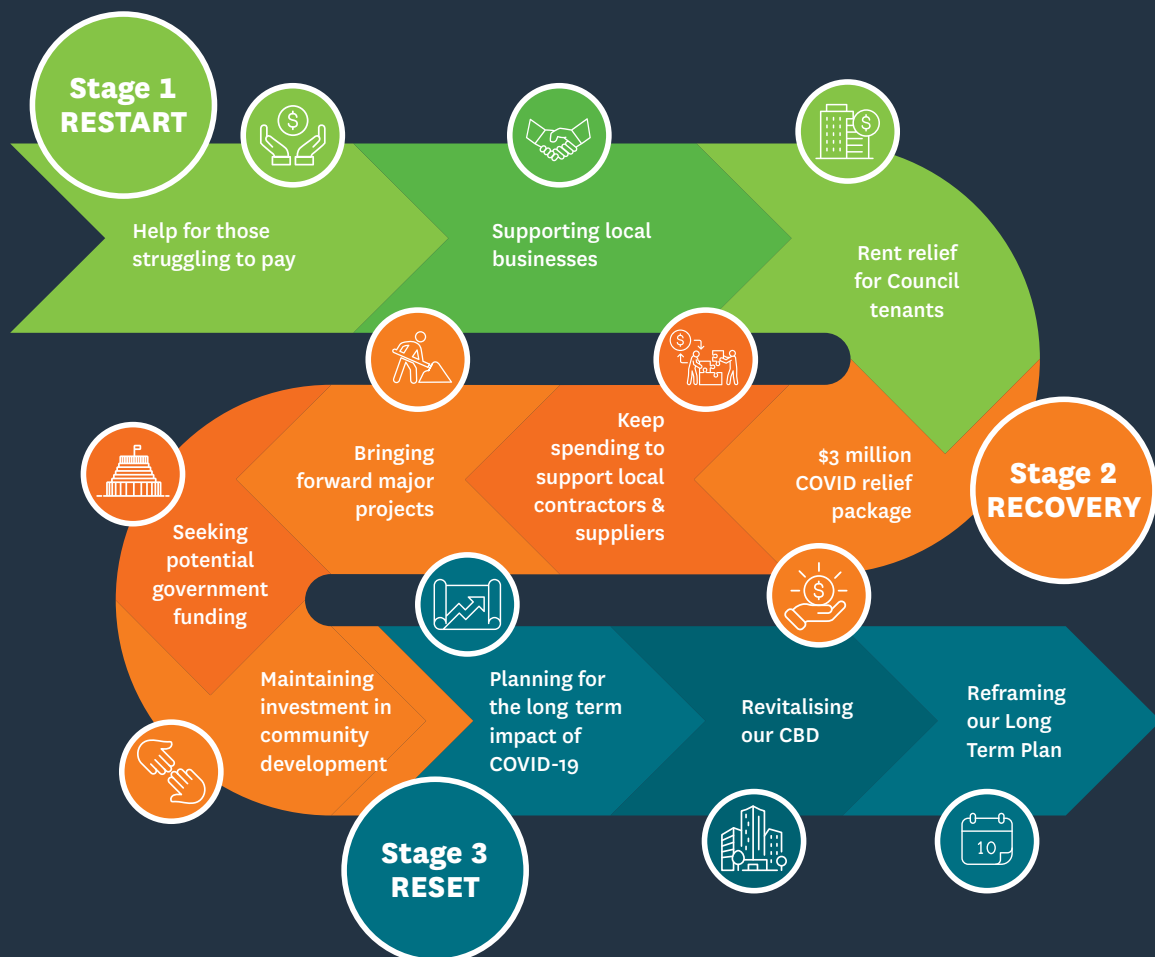 Stage 1
RESTART
Help for those
struggling to pay
Supporting local
businesses
Rent relief
for Council
tenants
Stage 2
RECOVERY
$3 million
COVID relief
package
Keep
spending to
support local
contractors &
suppliers
Bringing
forward major
projects
Seeking
potential
government
funding
Maintaining
investment in
community
development
Stage 3
RESET
Planning for
the long term
impact of
COVID-19
Revitalising
our CBD
Reframing
our Long
Term Plan
10